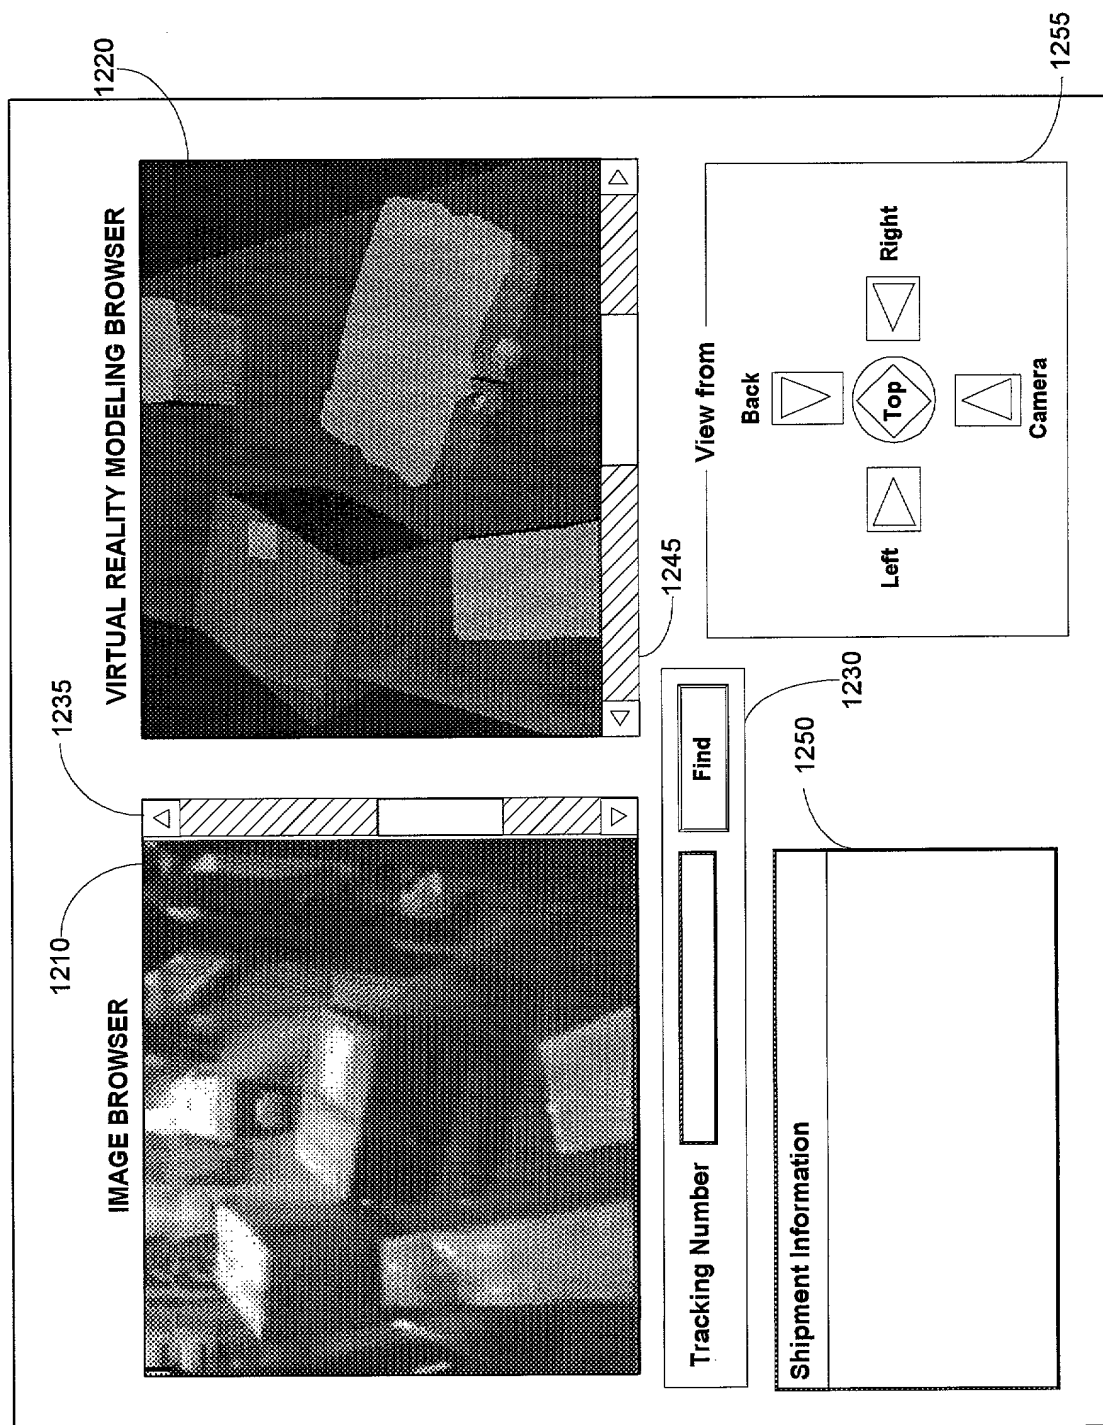 1220
1235
1210
IMAGE BROWSER
VIRTUAL REALITY MODELING BROWSER
1245
Tracking Number
Find
1230
Shipment Information
1250
View from
Back
Left
Top
Right
Camera
1255